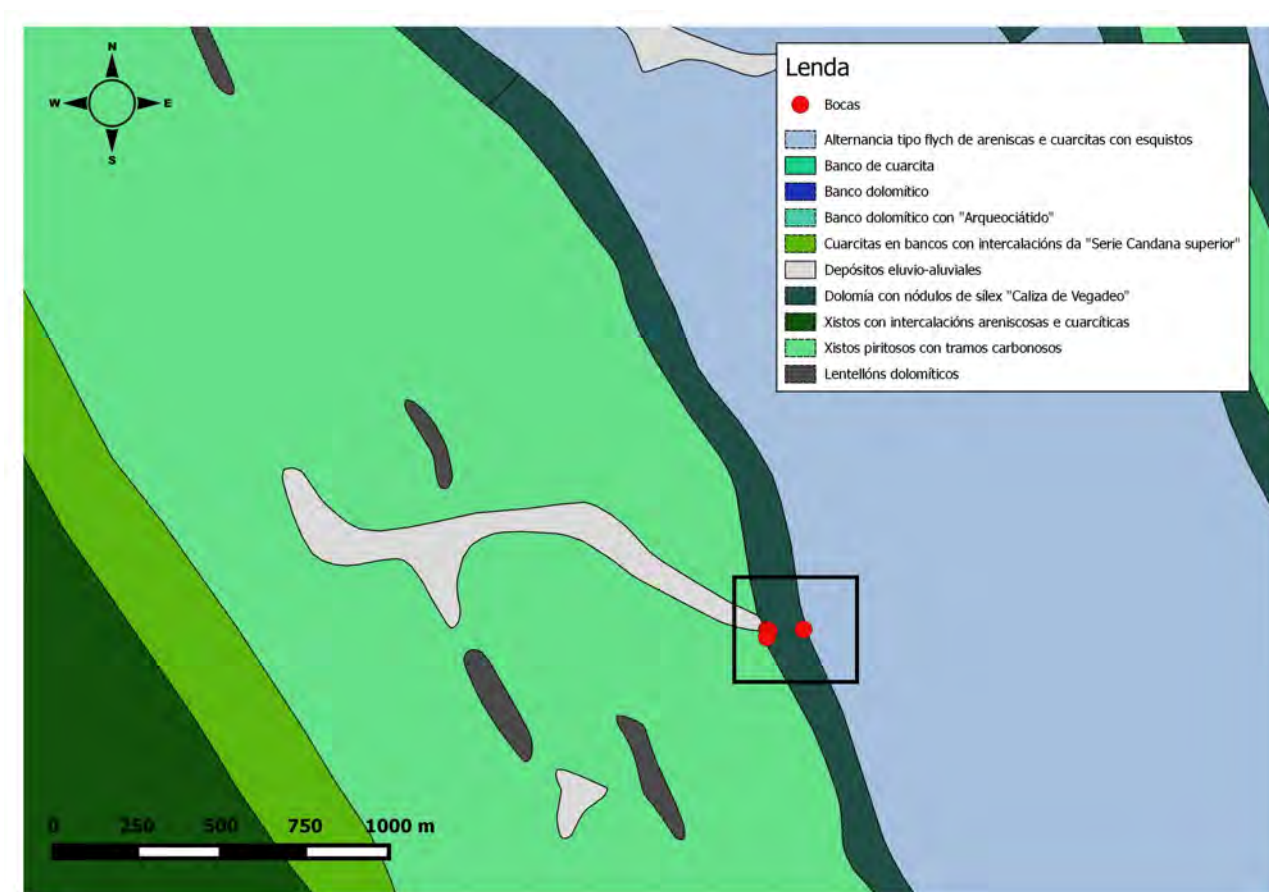 N
W E
S
Lenda
Bocas
Alternancia tipo flych de areniscas e cuarcitas con esquistos
Banco de cuarcita
Banco dolomítico
Banco dolomítico con "Arqueociátido"
Cuarcitas en bancos con intercalacións da "Serie Candana superior"
Depósitos eluvio-aluviales
Dolomía con nódulos de sílex "Caliza de Vegadeo"
Xistos con intercalacións areniscosas e cuarcíticas
Xistos piritosos con tramos carbonosos
Lentellóns dolomíticos
0 250 500 750 1000 m